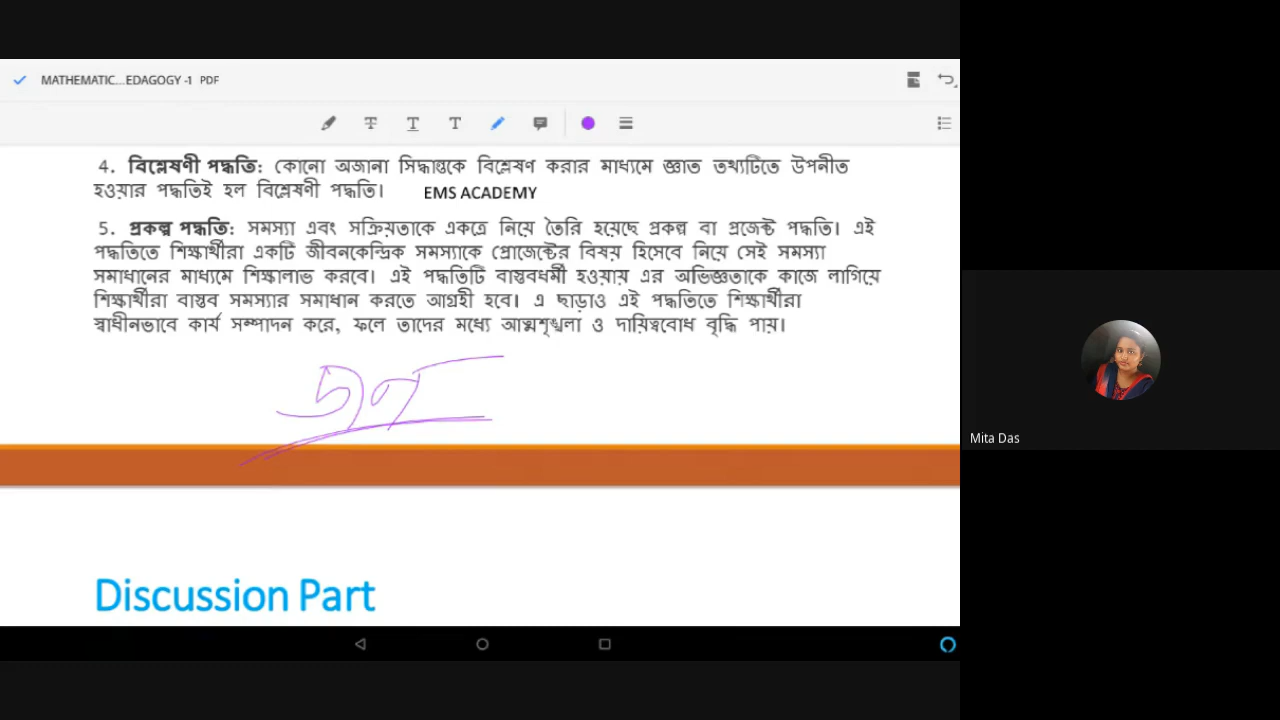 MATHEMATIC...EDAGOGY -1 PDF
4. বিশ্লেষণী পদ্ধতি: কোনো অজানা সিদ্ধান্তকে বিশ্লেষণ করার মাধ্যমে জ্ঞাত তথ্যটিতে উপনীত
হওয়ার পদ্ধতিই হল বিশ্লেষণী পদ্ধতি। EMS ACADEMY
5. প্রকল্প পদ্ধতি: সমস্যা এবং সক্রিয়তাকে একত্রে নিয়ে তৈরি হয়েছে প্রকল্প বা প্রজেক্ট পদ্ধতি। এই
পদ্ধতিতে শিক্ষার্থীরা একটি জীবনকেন্দ্রিক সমস্যাকে প্রোজেক্টের বিষয় হিসেবে নিয়ে সেই সমস্যা
সমাধানের মাধ্যমে শিক্ষালাভ করবে। এই পদ্ধতিটি বাস্তবধর্মী হওয়ায় এর অভিজ্ঞতাকে কাজে লাগিয়ে
শিক্ষার্থীরা বাস্তব সমস্যার সমাধান করতে আগ্রহী হবে। এ ছাড়াও এই পদ্ধতিতে শিক্ষার্থীরা
স্বাধীনভাবে কার্য সম্পাদন করে, ফলে তাদের মধ্যে আত্মশৃঙ্খলা ও দায়িত্ববোধ বৃদ্ধি পায়।
Discussion Part
Mita Das